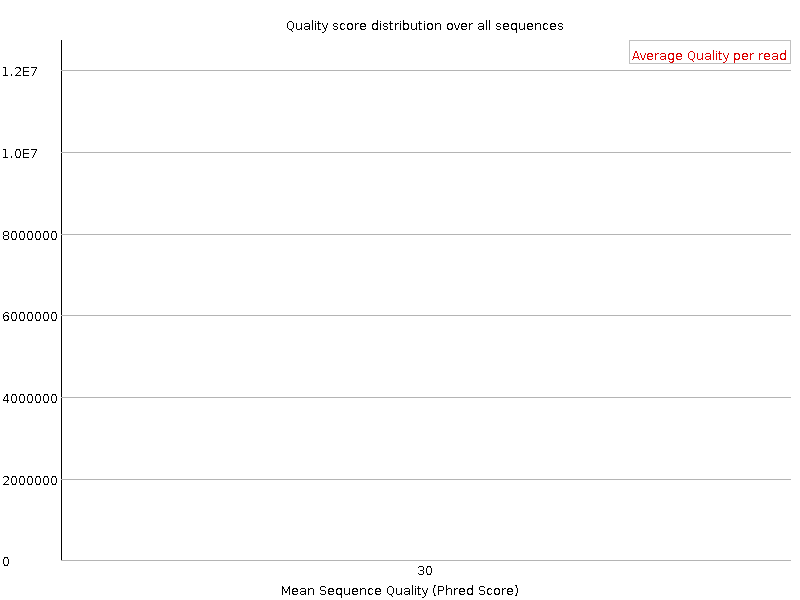 Quality score distribution over all sequences
Average Quality per read
1.2E7
1.0E7
8000000
6000000
4000000
2000000
0
30
Mean Sequence Quality (Phred Score)